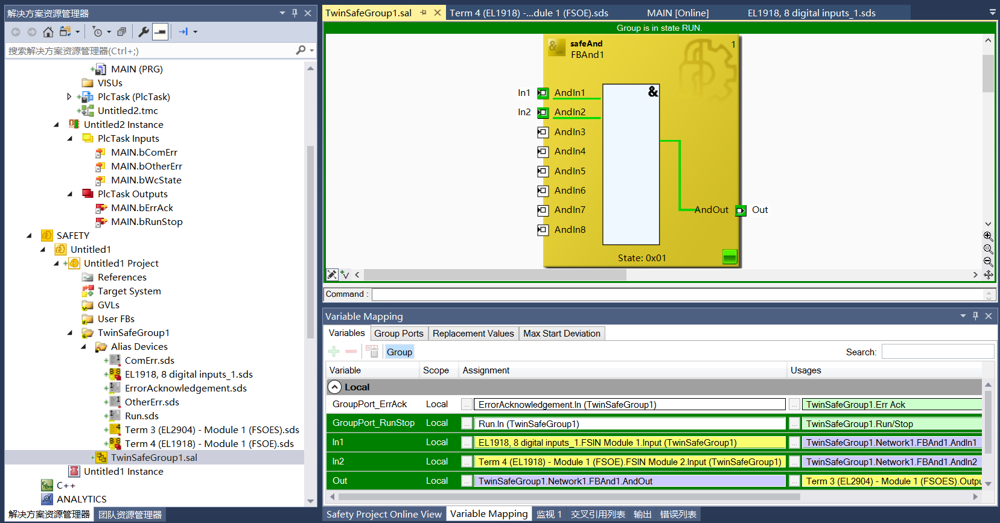 解决方案资源管理器
搜索解决方案资源管理器(Ctrl+;)
MAIN (PRG)
VISUs
PlcTask (PlcTask)
Untitled2.tmc
Untitled2 Instance
PlcTask Inputs
MAIN.bComErr
MAIN.bOtherErr
MAIN.bWcState
PlcTask Outputs
MAIN.bErrAck
MAIN.bRunStop
SAFETY
Untitled1
Untitled1 Project
References
Target System
GVLs
User FBs
TwinSafeGroup1
Alias Devices
ComErr.sds
EL1918, 8 digital inputs_1.sds
ErrorAcknowledgement.sds
OtherErr.sds
Run.sds
Term 3 (EL2904) - Module 1 (FSOES).sds
Term 4 (EL1918) - Module 1 (FSOE).sds
TwinSafeGroup1.sal
Untitled1 Instance
C++
ANALYTICS
解决方案资源管理器 团队资源管理器
TwinSafeGroup1.sal Term 4 (EL1918) -...dule 1 (FSOE).sds MAIN [Online] EL1918, 8 digital inputs_1.sds
Group is in state RUN.
safeAnd 1
FBAnd1
&
In1 AndIn1
In2 AndIn2
AndIn3
AndIn4
AndIn5
AndIn6
AndIn7
AndOut Out
AndIn8
State: 0x01
Command :
Variable Mapping
Variables Group Ports Replacement Values Max Start Deviation
Group Search:
Variable Scope Assignment Usages
Local
GroupPort_ErrAck Local ... ErrorAcknowledgement.In (TwinSafeGroup1) ... TwinSafeGroup1.Err Ack
GroupPort_RunStop Local ... Run.In (TwinSafeGroup1) ... TwinSafeGroup1.Run/Stop
In1 Local ... EL1918, 8 digital inputs_1.FSIN Module 1.Input (TwinSafeGroup1) ... TwinSafeGroup1.Network1.FBAnd1.AndIn1
In2 Local ... Term 4 (EL1918) - Module 1 (FSOE).FSIN Module 2.Input (TwinSafeGroup1) ... TwinSafeGroup1.Network1.FBAnd1.AndIn2
Out Local ... TwinSafeGroup1.Network1.FBAnd1.AndOut ... Term 3 (EL2904) - Module 1 (FSOES).Outpu
Safety Project Online View Variable Mapping 监视 1 交叉引用列表 输出 错误列表